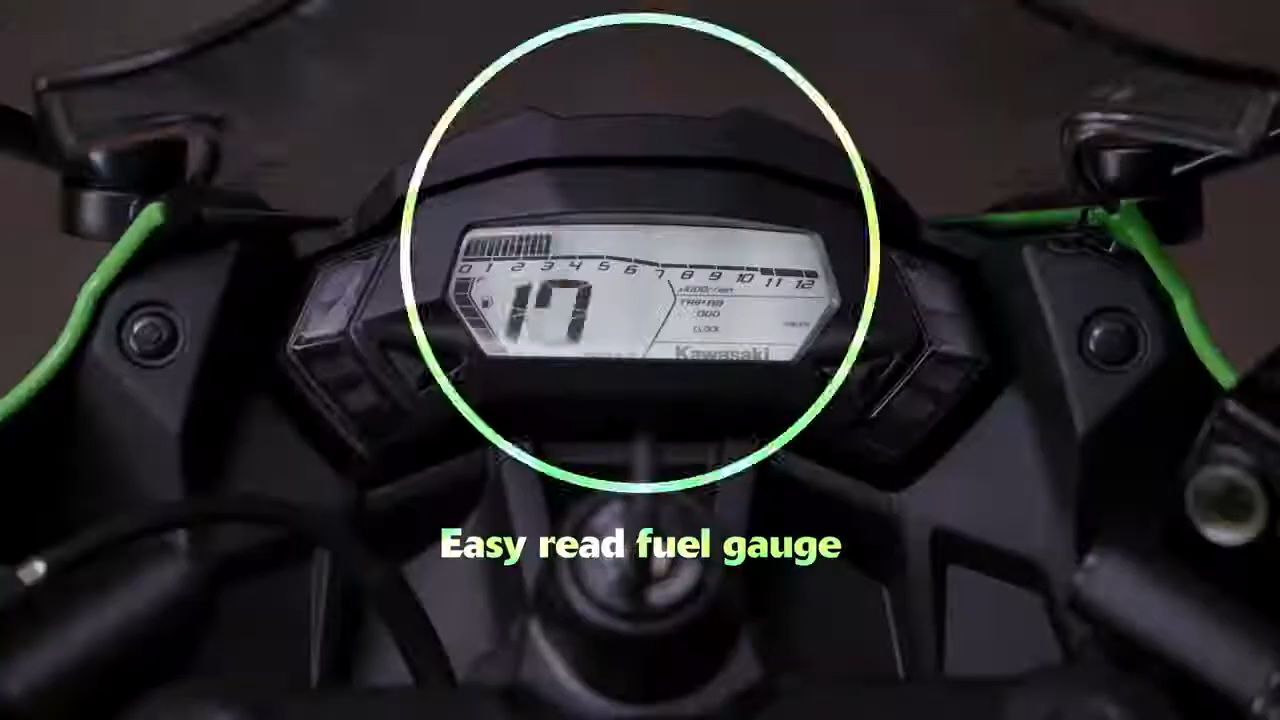 0 1 2 3 4 5 6 7 8 9 10 11 12
x1000r/min
17
TRIP
CLOCK
Kawasaki
Easy read fuel gauge